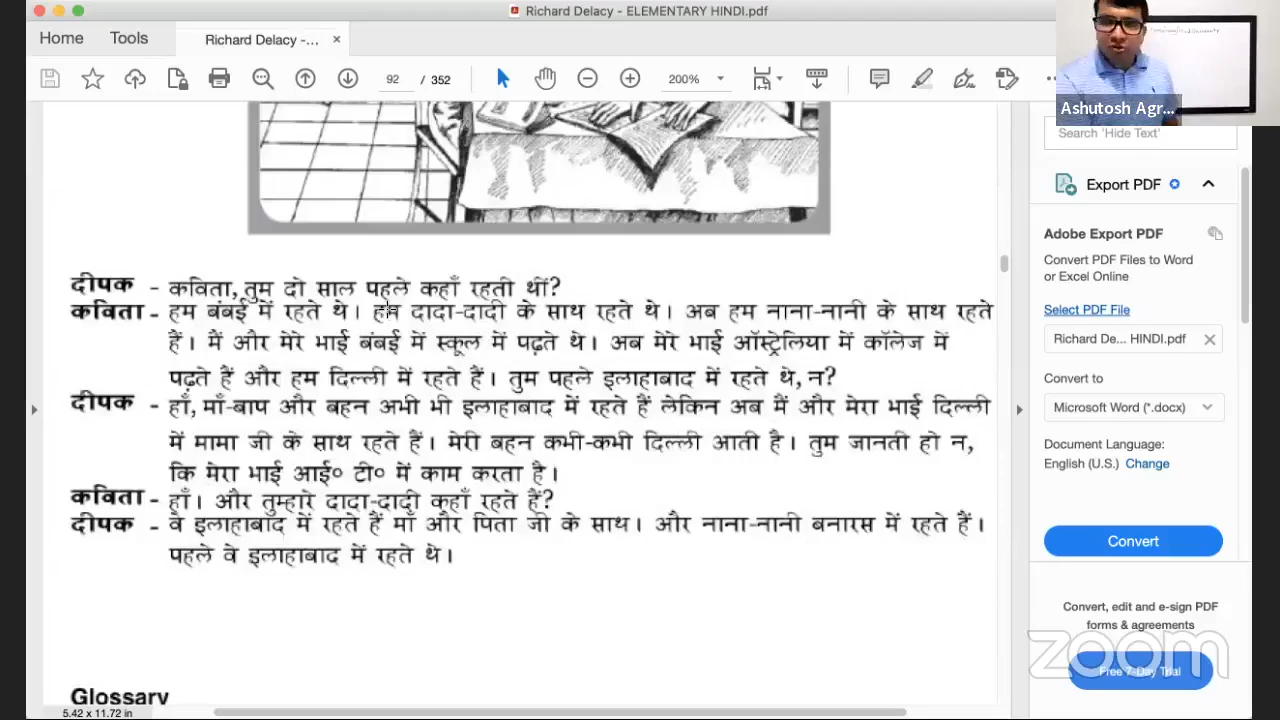 Richard Delacy - ELEMENTARY HINDI.pdf
Home Tools Richard Delacy -... ×
92 / 352 200%
Ashutosh Agr...
Search 'Hide Text'
Export PDF
Adobe Export PDF
Convert PDF Files to Word
or Excel Online
Select PDF File
Richard De... HINDI.pdf
Convert to
Microsoft Word (*.docx)
Document Language:
English (U.S.) Change
Convert
Convert, edit and e-sign PDF
forms & agreements
Free 7-Day Trial
zoom
दीपक - कविता, तुम दो साल पहले कहाँ रहती थीं?
कविता - हम बंबई में रहते थे। हम दादा-दादी के साथ रहते थे। अब हम नाना-नानी के साथ रहते
हैं। मैं और मेरे भाई बंबई में स्कूल में पढ़ते थे। अब मेरे भाई ऑस्ट्रेलिया में कॉलेज में
पढ़ते हैं और हम दिल्ली में रहते हैं। तुम पहले इलाहाबाद में रहते थे, न?
दीपक - हाँ, माँ-बाप और बहन अभी भी इलाहाबाद में रहते हैं लेकिन अब मैं और मेरा भाई दिल्ली
में मामा जी के साथ रहते हैं। मेरी बहन कभी-कभी दिल्ली आती है। तुम जानती हो न,
कि मेरा भाई आई० टी० में काम करता है।
कविता - हाँ। और तुम्हारे दादा-दादी कहाँ रहते हैं?
दीपक - वे इलाहाबाद में रहते हैं माँ और पिता जी के साथ। और नाना-नानी बनारस में रहते हैं।
पहले वे इलाहाबाद में रहते थे।
Glossary
5.42 x 11.72 in